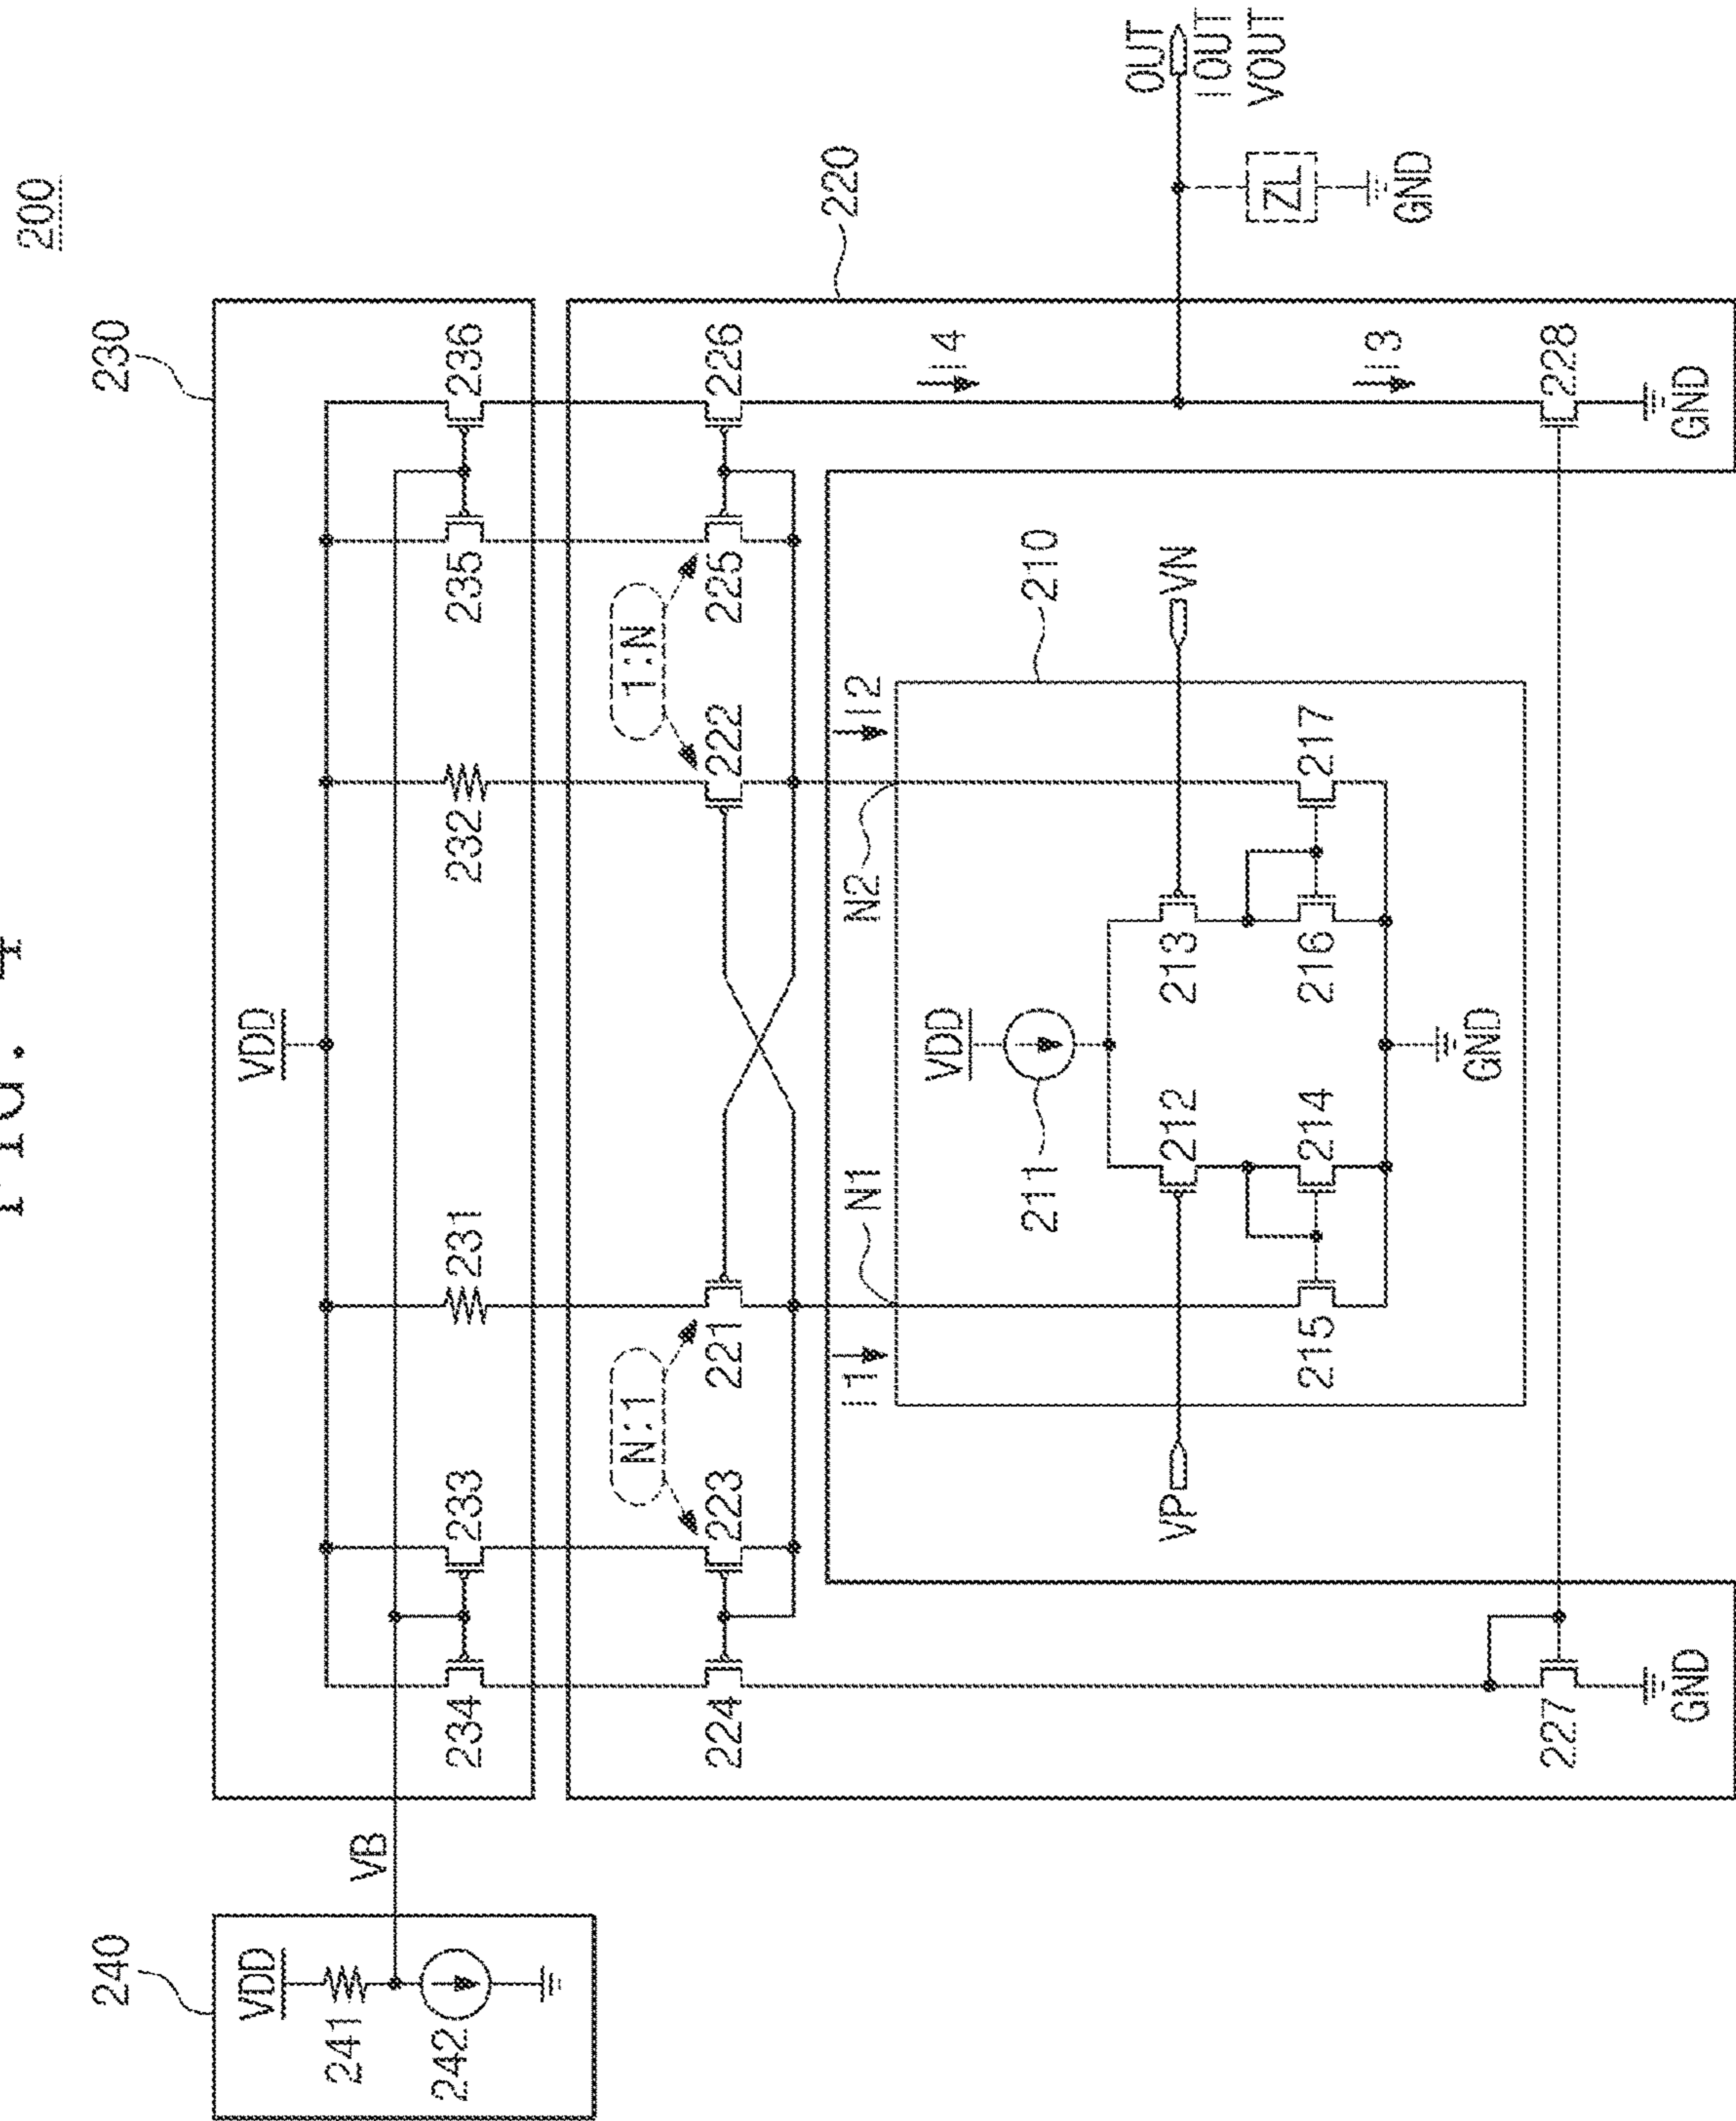 FIG. 4
200
230
240
VDD
241
242
VB
VDD
234
233
231
232
235
236
220
N:1
1:N
224
223
221
222
225
226
I1
N1
N2
I2
I4
210
VDD
211
VP
212
213
VN
215
214
216
217
GND
OUT
IOUT
VOUT
ZL
GND
I3
227
228
GND
GND